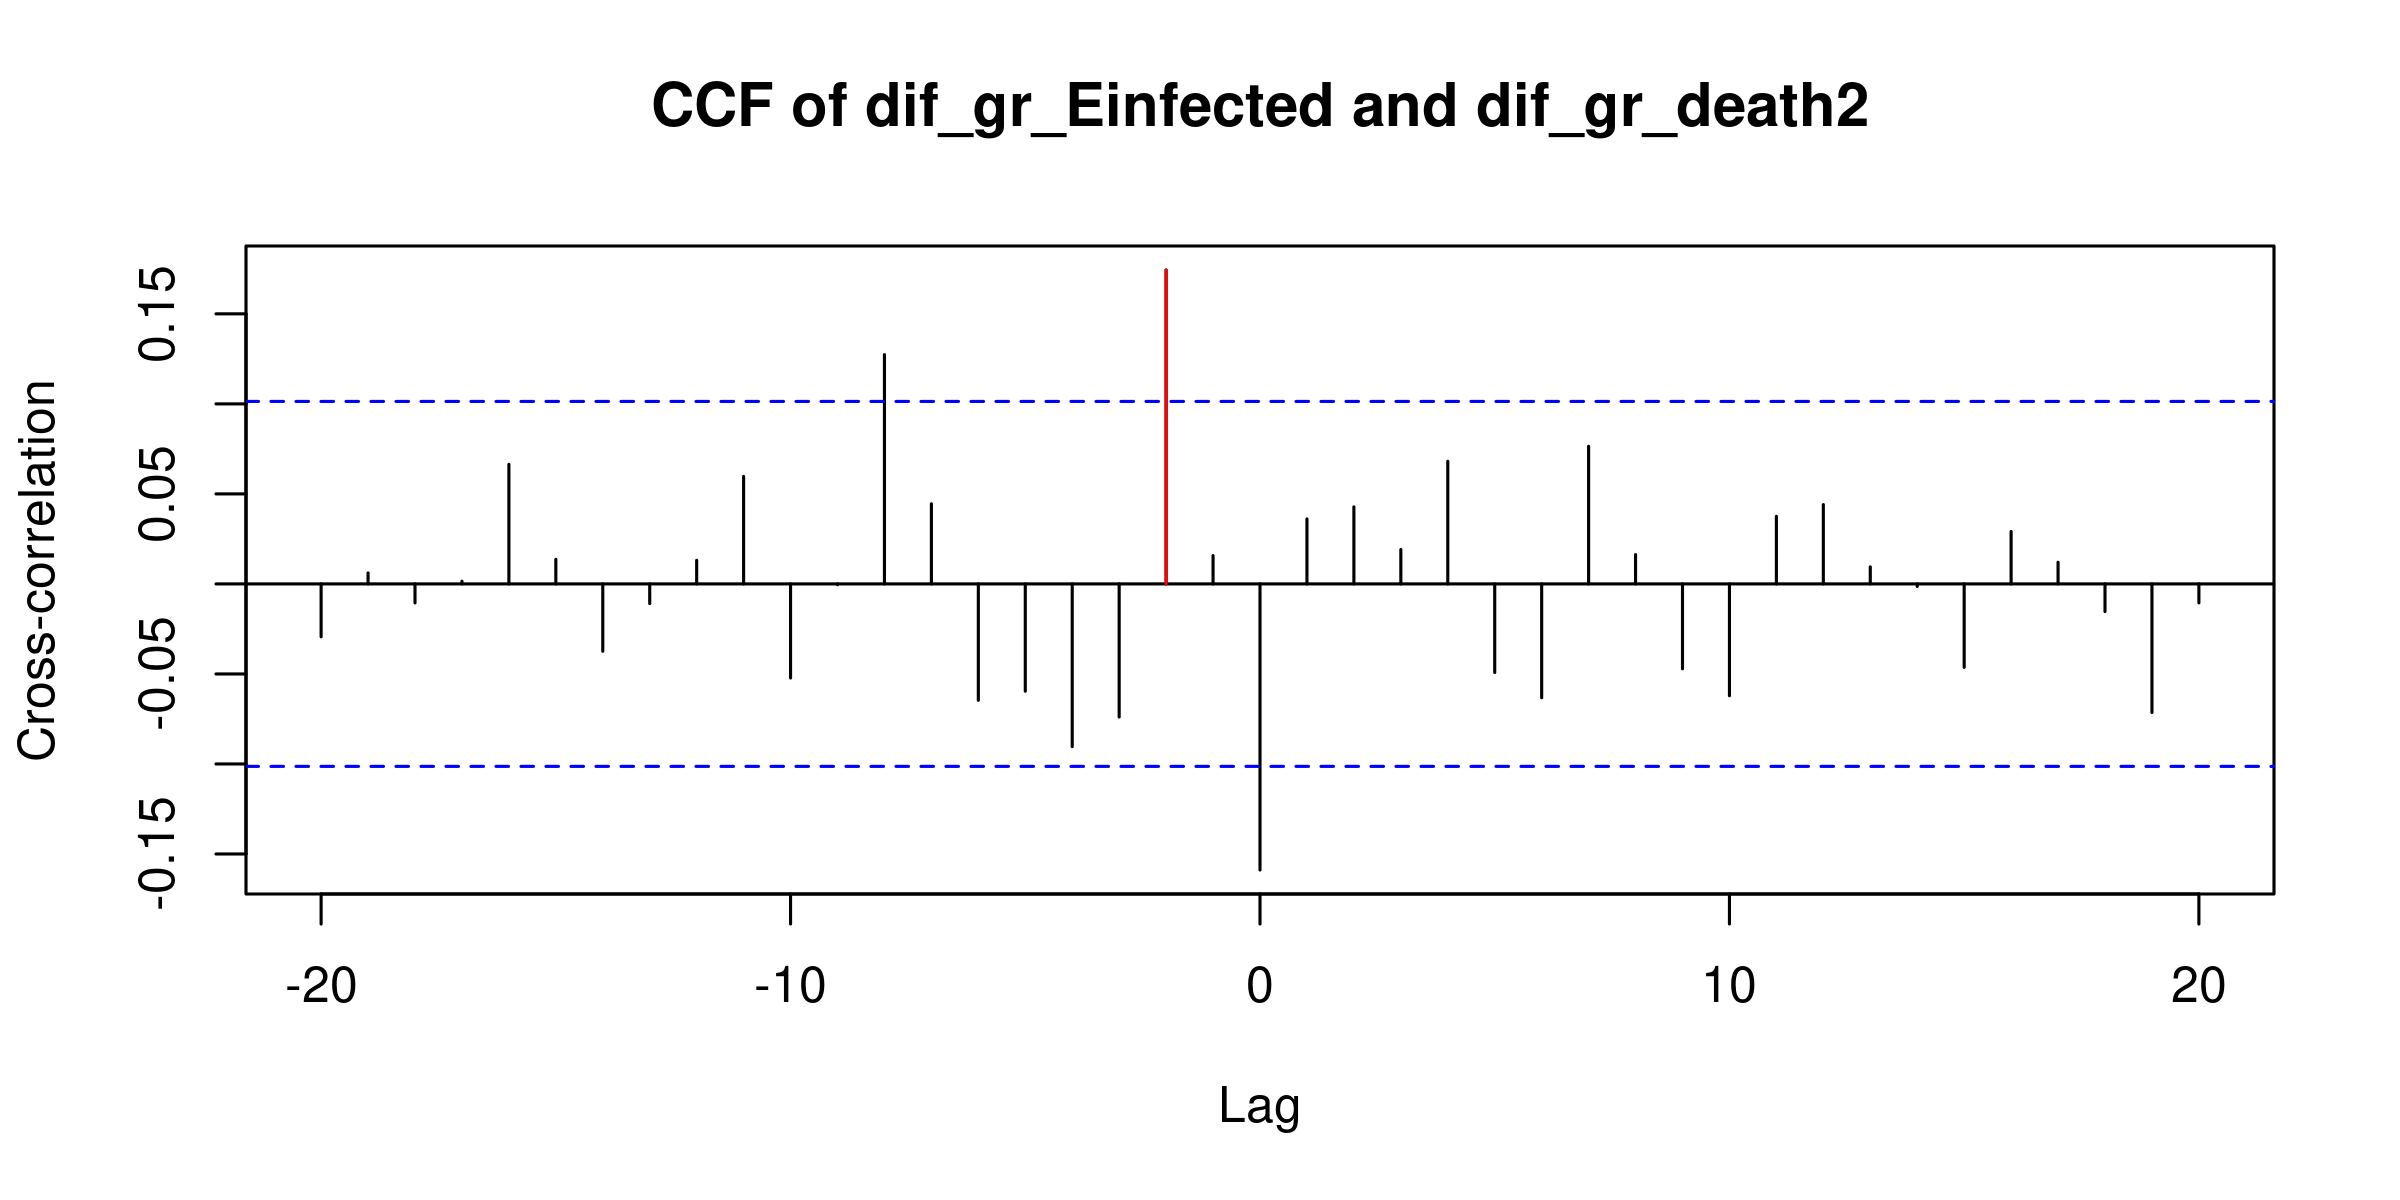 CCF of dif_gr_Einfected and dif_gr_death2
Cross-correlation
0.15
0.05
-0.05
-0.15
-20 -10 0 10 20
Lag